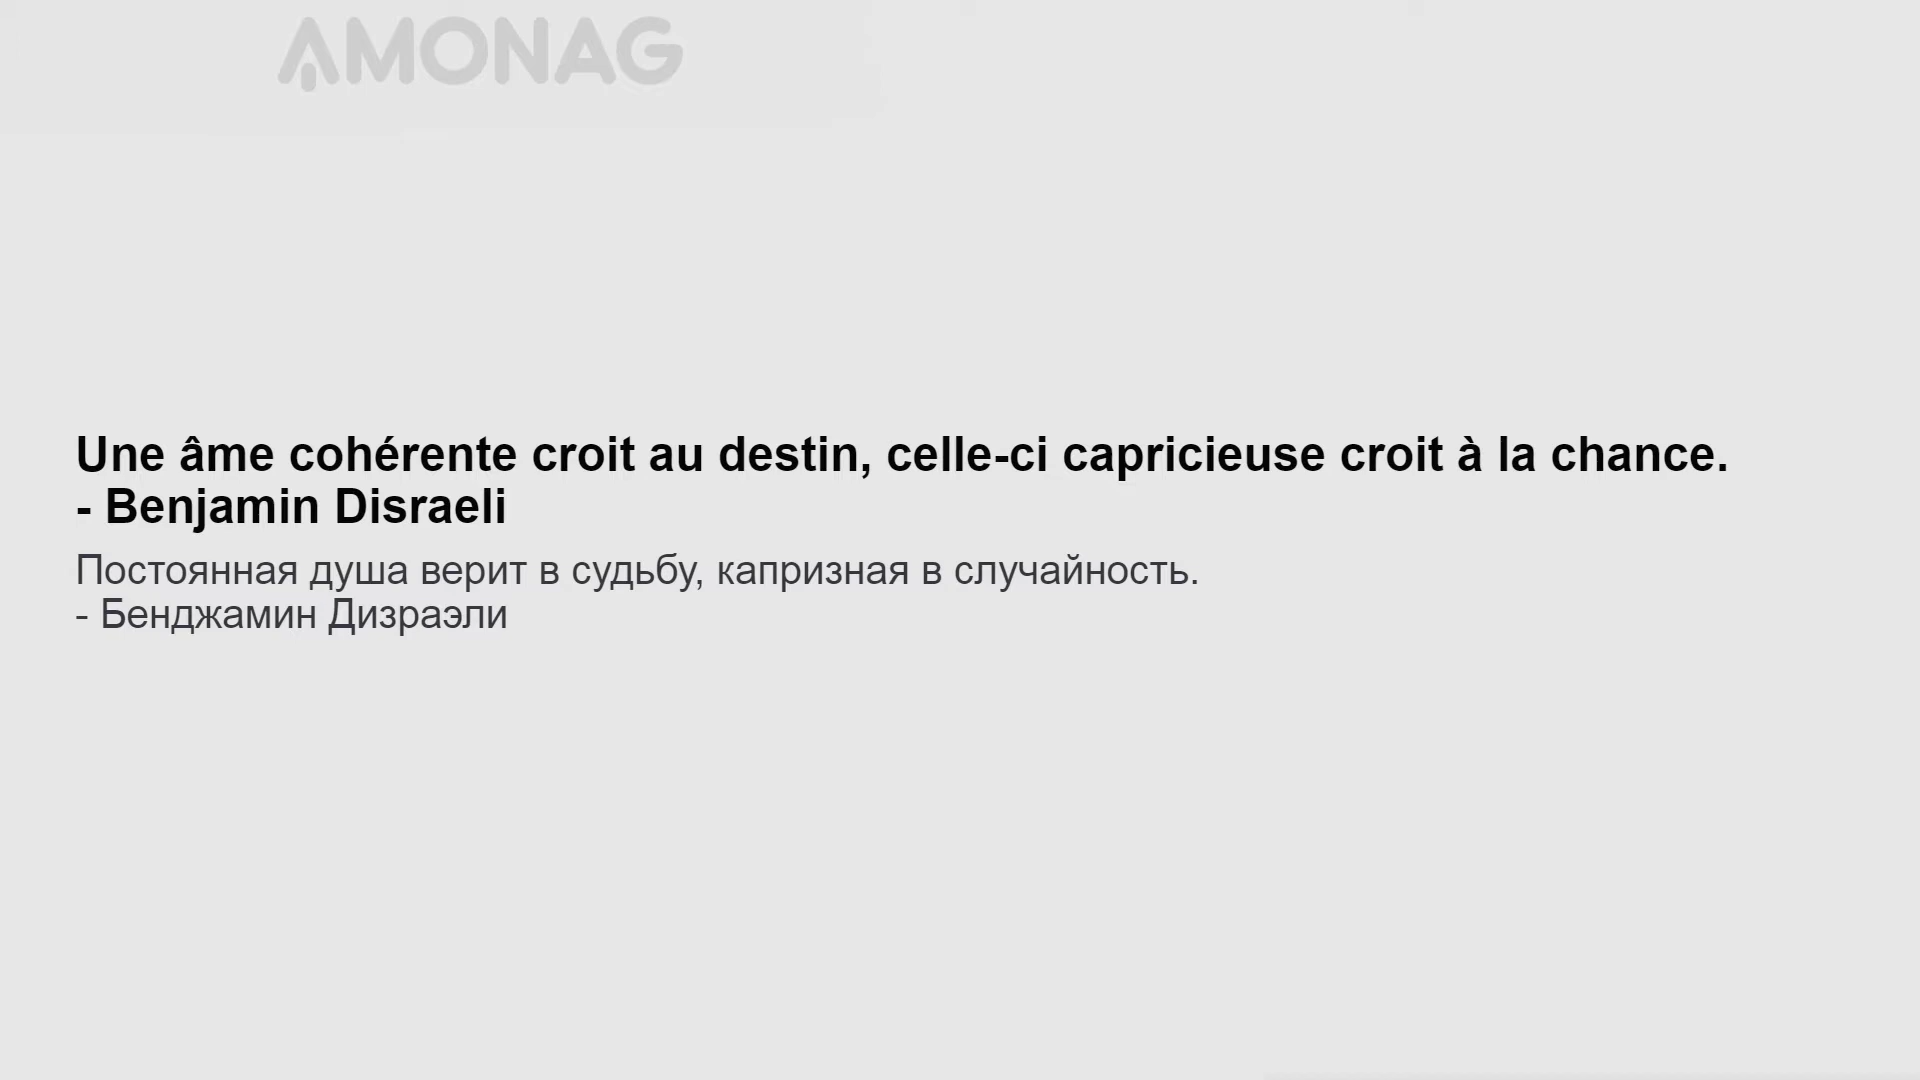 AMONAG
Une âme cohérente croit au destin, celle-ci capricieuse croit à la chance.
- Benjamin Disraeli
Постоянная душа верит в судьбу, капризная в случайность.
- Бенджамин Дизраэли